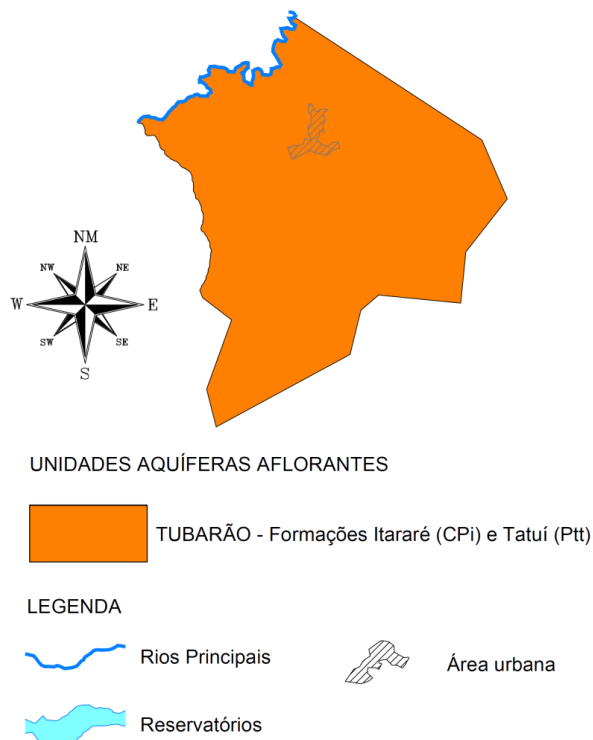 NM
NW
NE
W
E
SW
SE
S
UNIDADES AQUÍFERAS AFLORANTES
TUBARÃO - Formações Itararé (CPi) e Tatuí (Ptt)
LEGENDA
Rios Principais
Área urbana
Reservatórios